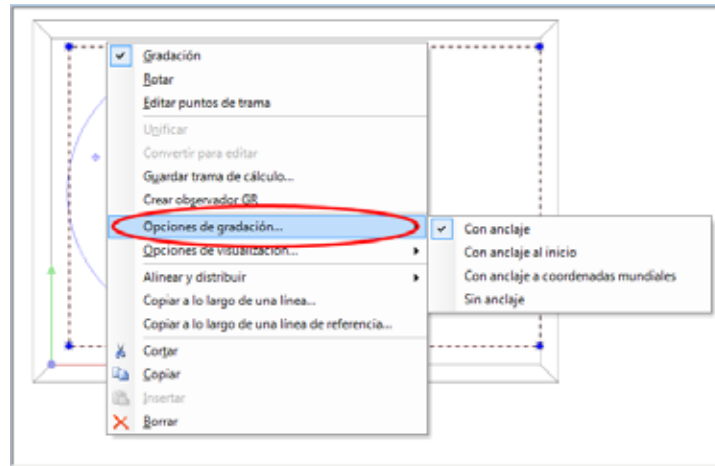 Gradación
Rotar
Editar puntos de trama
Unificar
Convertir para editar
Guardar trama de cálculo...
Crear observador GR
Opciones de gradación...
Opciones de visualización...
Alinear y distribuir
Copiar a lo largo de una línea...
Copiar a lo largo de una línea de referencia...
Cortar
Copiar
Insertar
Borrar
Con anclaje
Con anclaje al inicio
Con anclaje a coordenadas mundiales
Sin anclaje